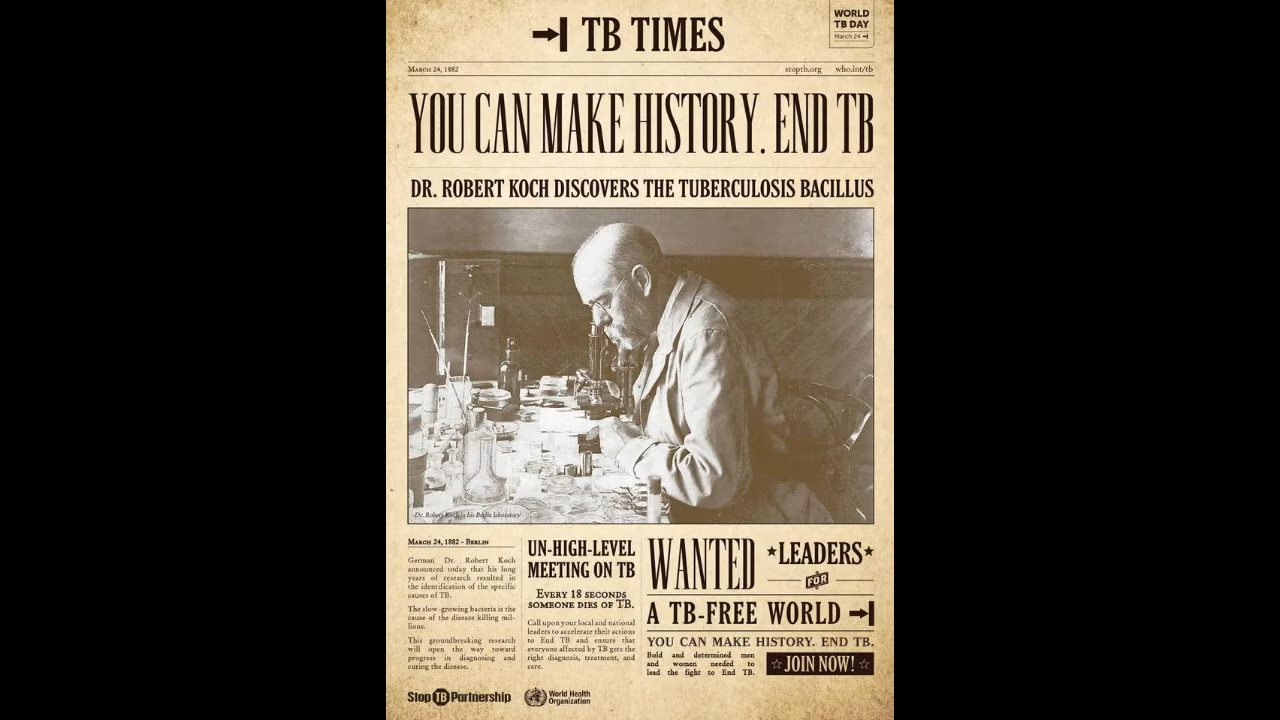 TB TIMES
WORLD
TB DAY
March 24
MARCH 24, 1882
stoptb.org who.int/tb
YOU CAN MAKE HISTORY. END TB
DR. ROBERT KOCH DISCOVERS THE TUBERCULOSIS BACILLUS
Dr. Robert Koch in his Berlin laboratory
MARCH 24, 1882 - BERLIN
German Dr. Robert Koch
announced today that his long
years of research resulted in
the identification of the specific
causes of TB.
The slow-growing bacteria is the
cause of the disease killing mil-
lions.
This groundbreaking research
will open the way toward
progress in diagnosing and
curing the disease.
UN-HIGH-LEVEL
MEETING ON TB
EVERY 18 SECONDS
SOMEONE DIES OF TB.
Call upon your local and national
leaders to accelerate their actions
to End TB and ensure that
everyone affected by TB gets the
right diagnosis, treatment, and
care.
WANTED
LEADERS
FOR
A TB-FREE WORLD
YOU CAN MAKE HISTORY. END TB.
Bold and determined men
and women needed to
lead the fight to End TB.
JOIN NOW!
Stop TB Partnership
World Health
Organization